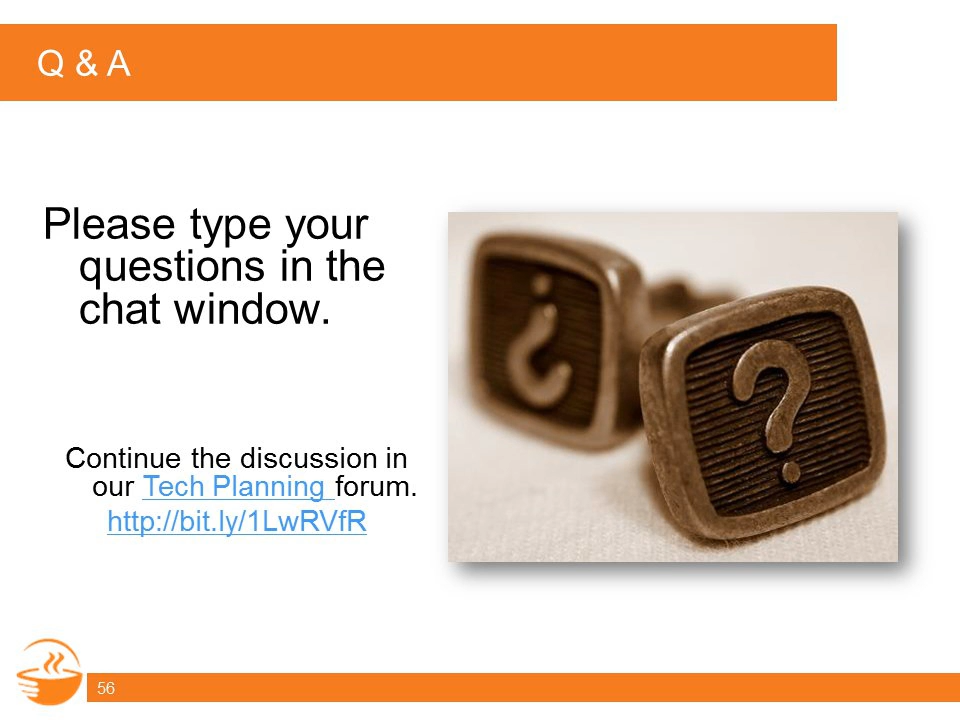 Q & A
Please type your
questions in the
chat window.
Continue the discussion in
our Tech Planning forum.
http://bit.ly/1LwRVfR
¿
?
56